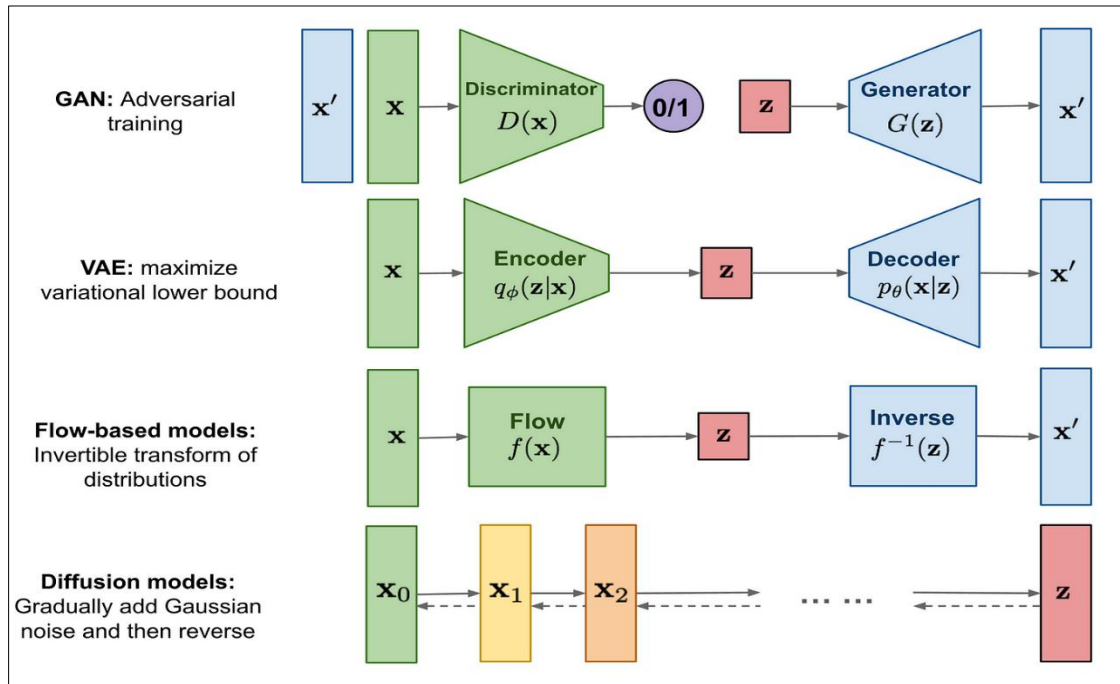 GAN: Adversarial
training
x′
x
Discriminator
D(x)
0/1
z
Generator
G(z)
x′
VAE: maximize
variational lower bound
x
Encoder
qϕ(z|x)
z
Decoder
pθ(x|z)
x′
Flow-based models:
Invertible transform of
distributions
x
Flow
f(x)
z
Inverse
f⁻¹(z)
x′
Diffusion models:
Gradually add Gaussian
noise and then reverse
x₀
x₁
x₂
... ...
z